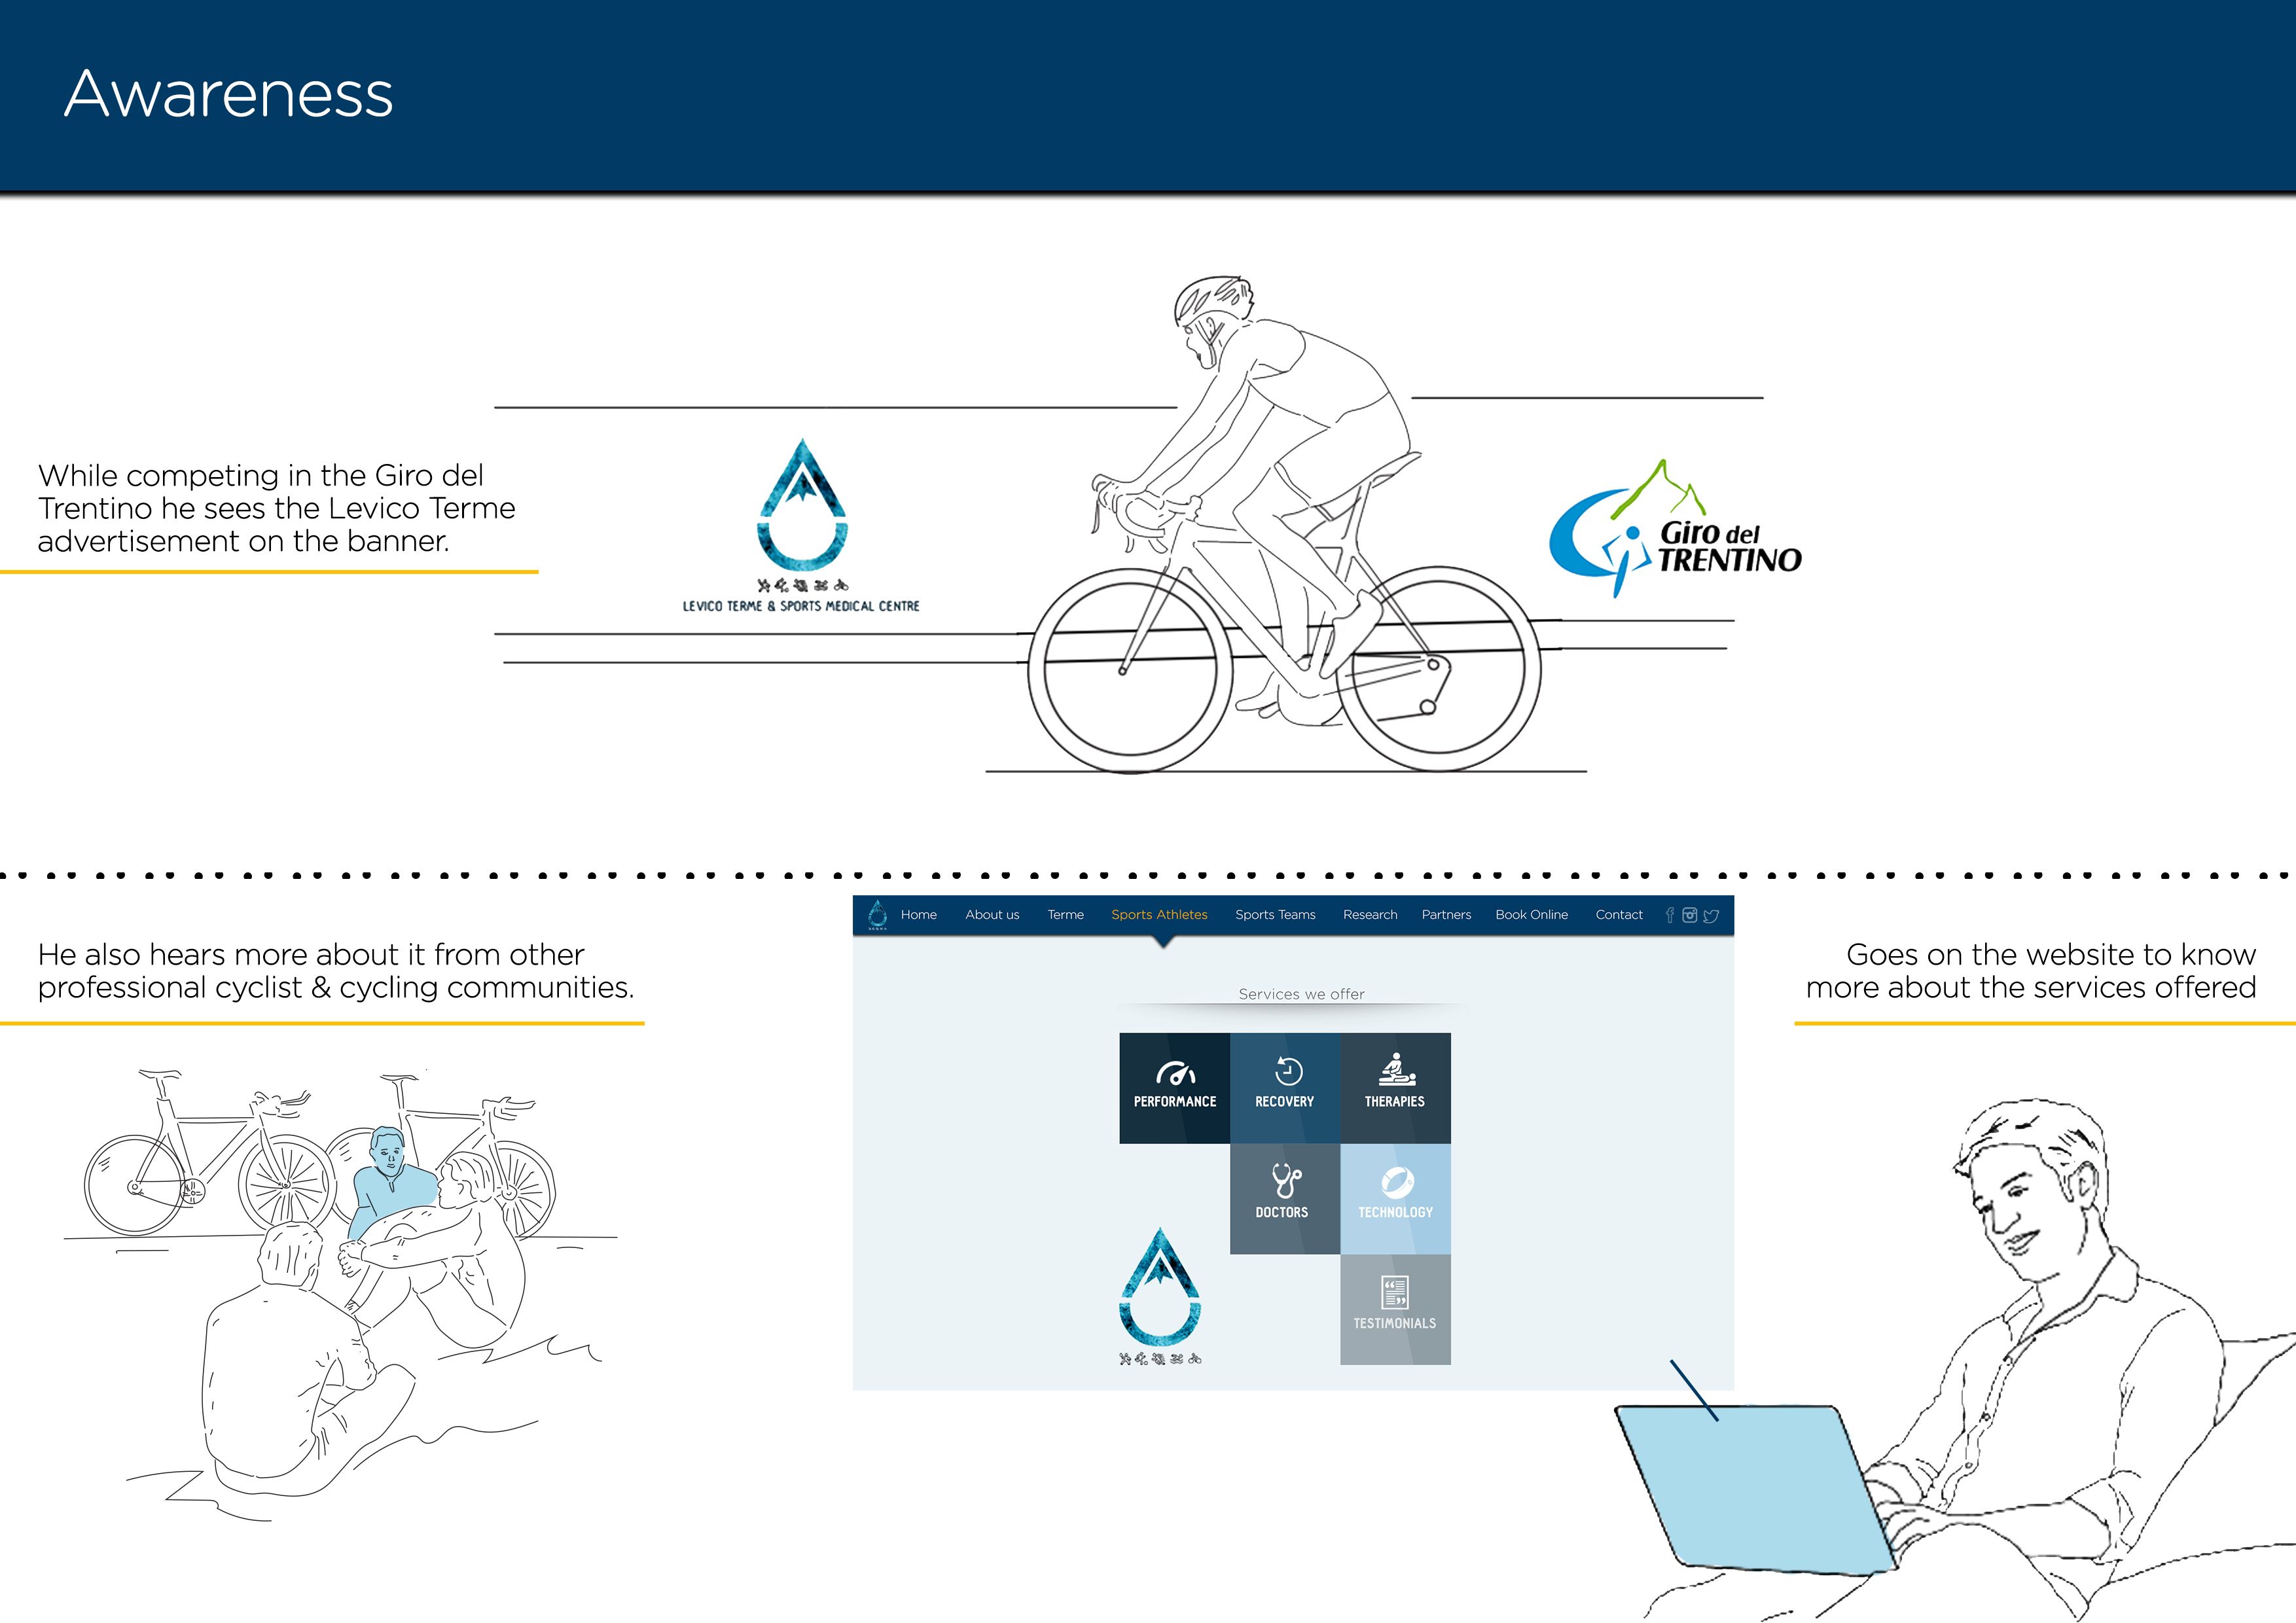 Awareness
While competing in the Giro del
Trentino he sees the Levico Terme
advertisement on the banner.
LEVICO TERME & SPORTS MEDICAL CENTRE
Giro del
TRENTINO
He also hears more about it from other
professional cyclist & cycling communities.
Home About us Terme Sports Athletes Sports Teams Research Partners Book Online Contact
Services we offer
PERFORMANCE RECOVERY THERAPIES
DOCTORS TECHNOLOGY
TESTIMONIALS
Goes on the website to know
more about the services offered